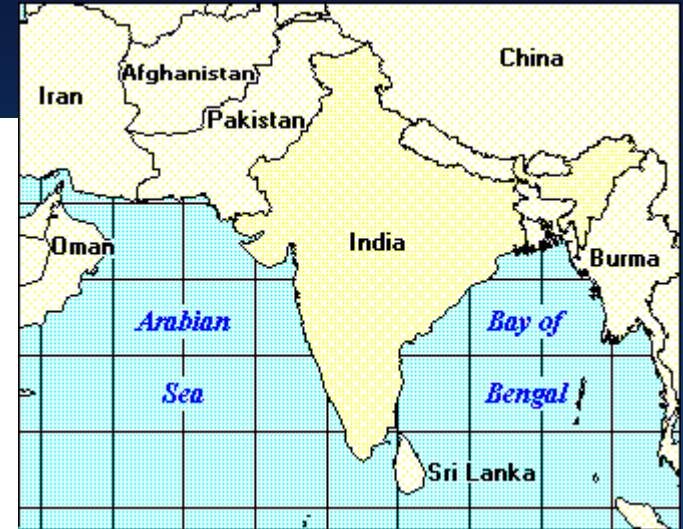 China
Afghanistan
Iran
Pakistan
Oman
India
Burma
Arabian
Sea
Bay of
Bengal
Sri Lanka